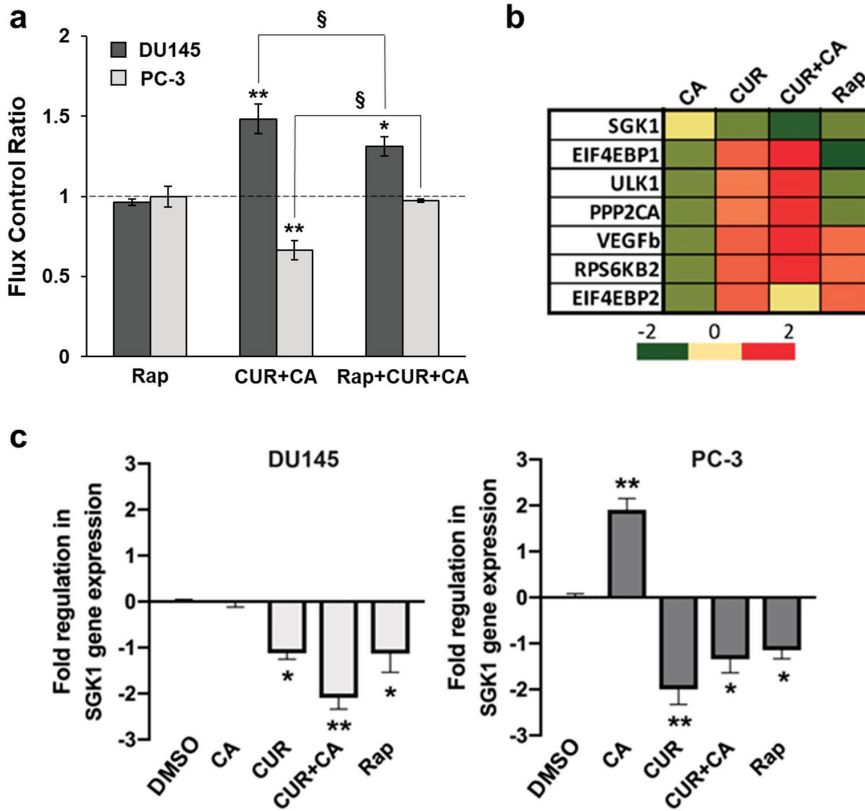 a
Flux Control Ratio
2
1.5
1
0.5
0
DU145
PC-3
§
§
**
**
*
Rap
CUR+CA
Rap+CUR+CA
b
CA
CUR
CUR+CA
Rap
SGK1
EIF4EBP1
ULK1
PPP2CA
VEGFb
RPS6KB2
EIF4EBP2
-2
0
2
c
DU145
Fold regulation in
SGK1 gene expression
3
2
1
0
-1
-2
-3
*
**
*
DMSO
CA
CUR
CUR+CA
Rap
PC-3
Fold regulation in
SGK1 gene expression
3
2
1
0
-1
-2
-3
**
**
*
*
DMSO
CA
CUR
CUR+CA
Rap